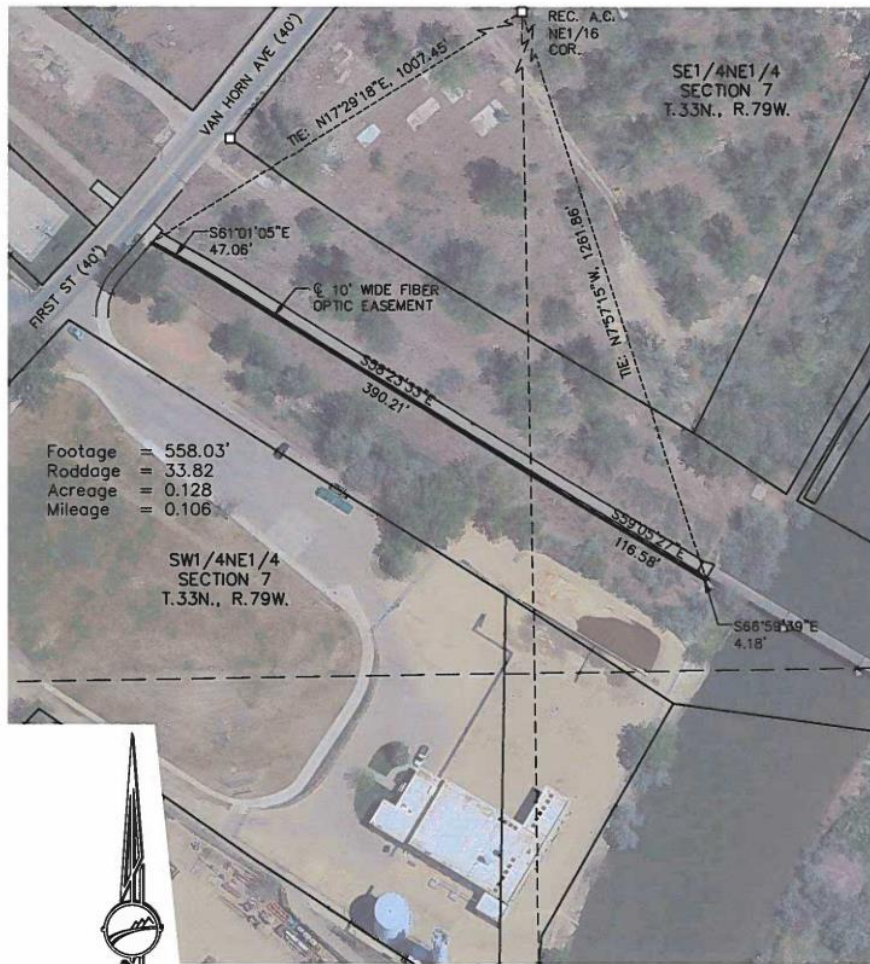 REC. A.C.
NE1/16
COR.
SE1/4NE1/4
SECTION 7
T.33N., R.79W.
VAN HORN AVE (40')
TIE: N17°29'18"E, 1007.45'
S61°01'05"E
47.06'
FIRST ST (40')
℄ 10' WIDE FIBER
OPTIC EASEMENT
TIE: N7°57'15"W, 1261.86'
S58°23'53"E
390.21'
Footage = 558.03'
Roddage = 33.82
Acreage = 0.128
Mileage = 0.106
S59°05'27"E
116.58'
SW1/4NE1/4
SECTION 7
T.33N., R.79W.
S66°59'39"E
4.18'